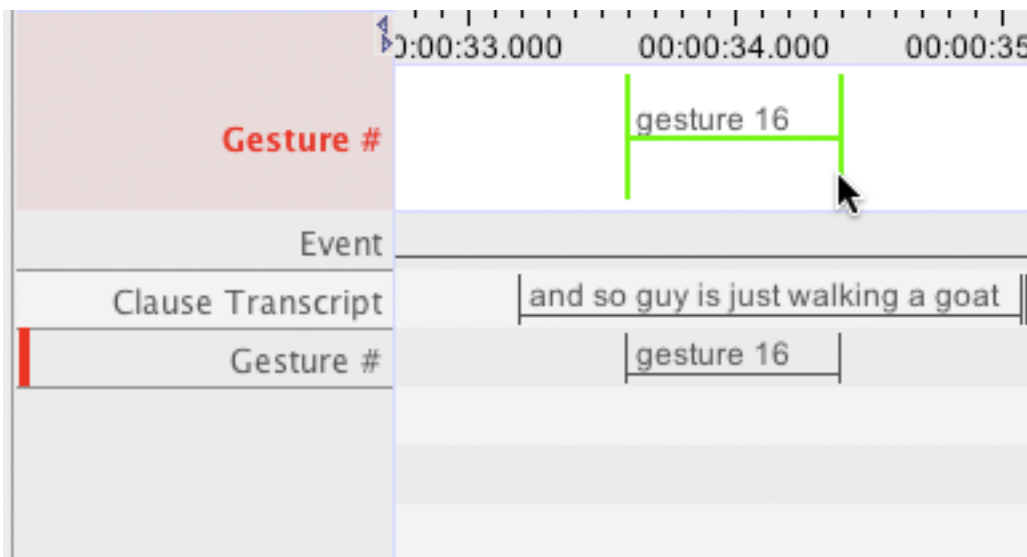 0:00:33.000 00:00:34.000 00:00:35
Gesture # gesture 16
Event
Clause Transcript and so guy is just walking a goat
Gesture # gesture 16